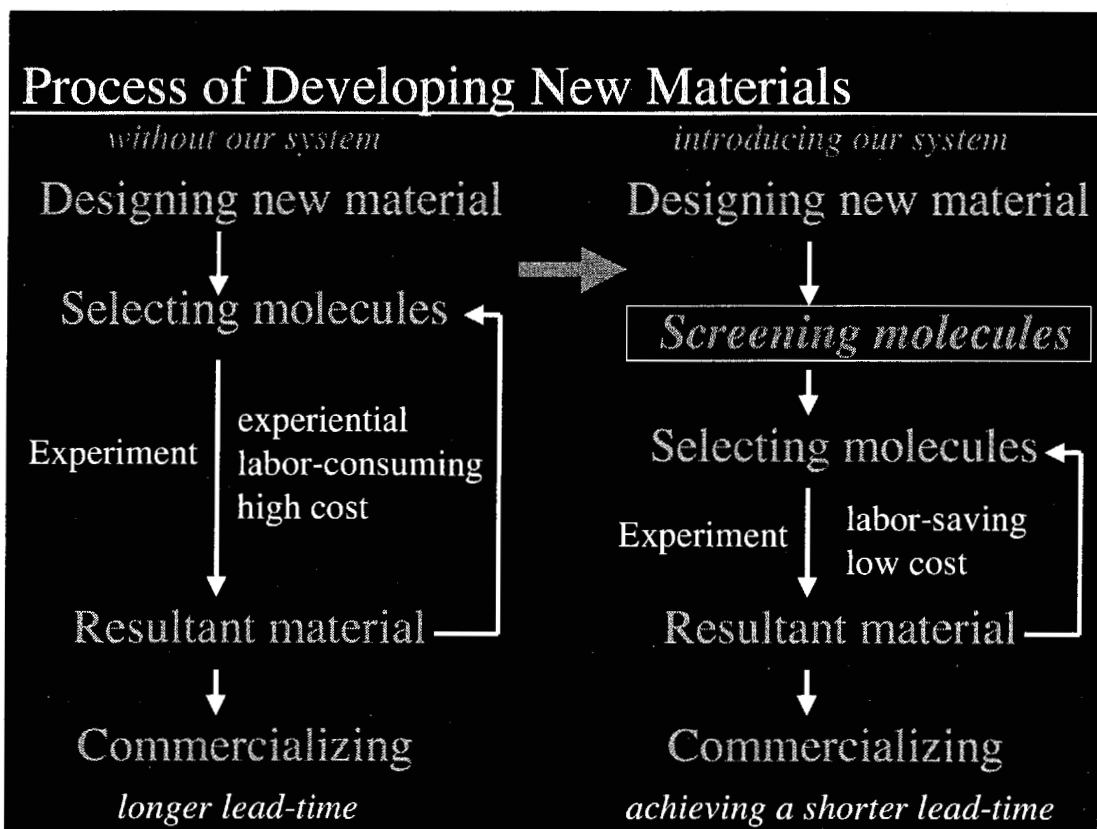 Process of Developing New Materials
without our system
Designing new material
Selecting molecules
Experiment
experiential
labor-consuming
high cost
Resultant material
Commercializing
longer lead-time
introducing our system
Designing new material
Screening molecules
Selecting molecules
Experiment
labor-saving
low cost
Resultant material
Commercializing
achieving a shorter lead-time